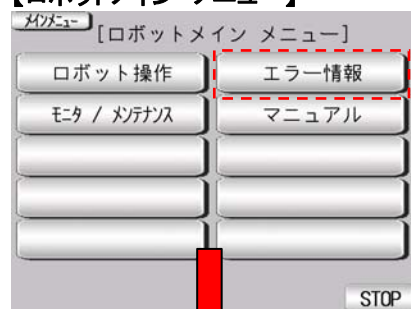 【ロボットメイン メニュー】
ﾒｲﾝﾒﾆｭｰ
[ロボットメイン メニュー]
ロボット操作
エラー情報
ﾓﾆﾀ / ﾒﾝﾃﾅﾝｽ
マニュアル
STOP